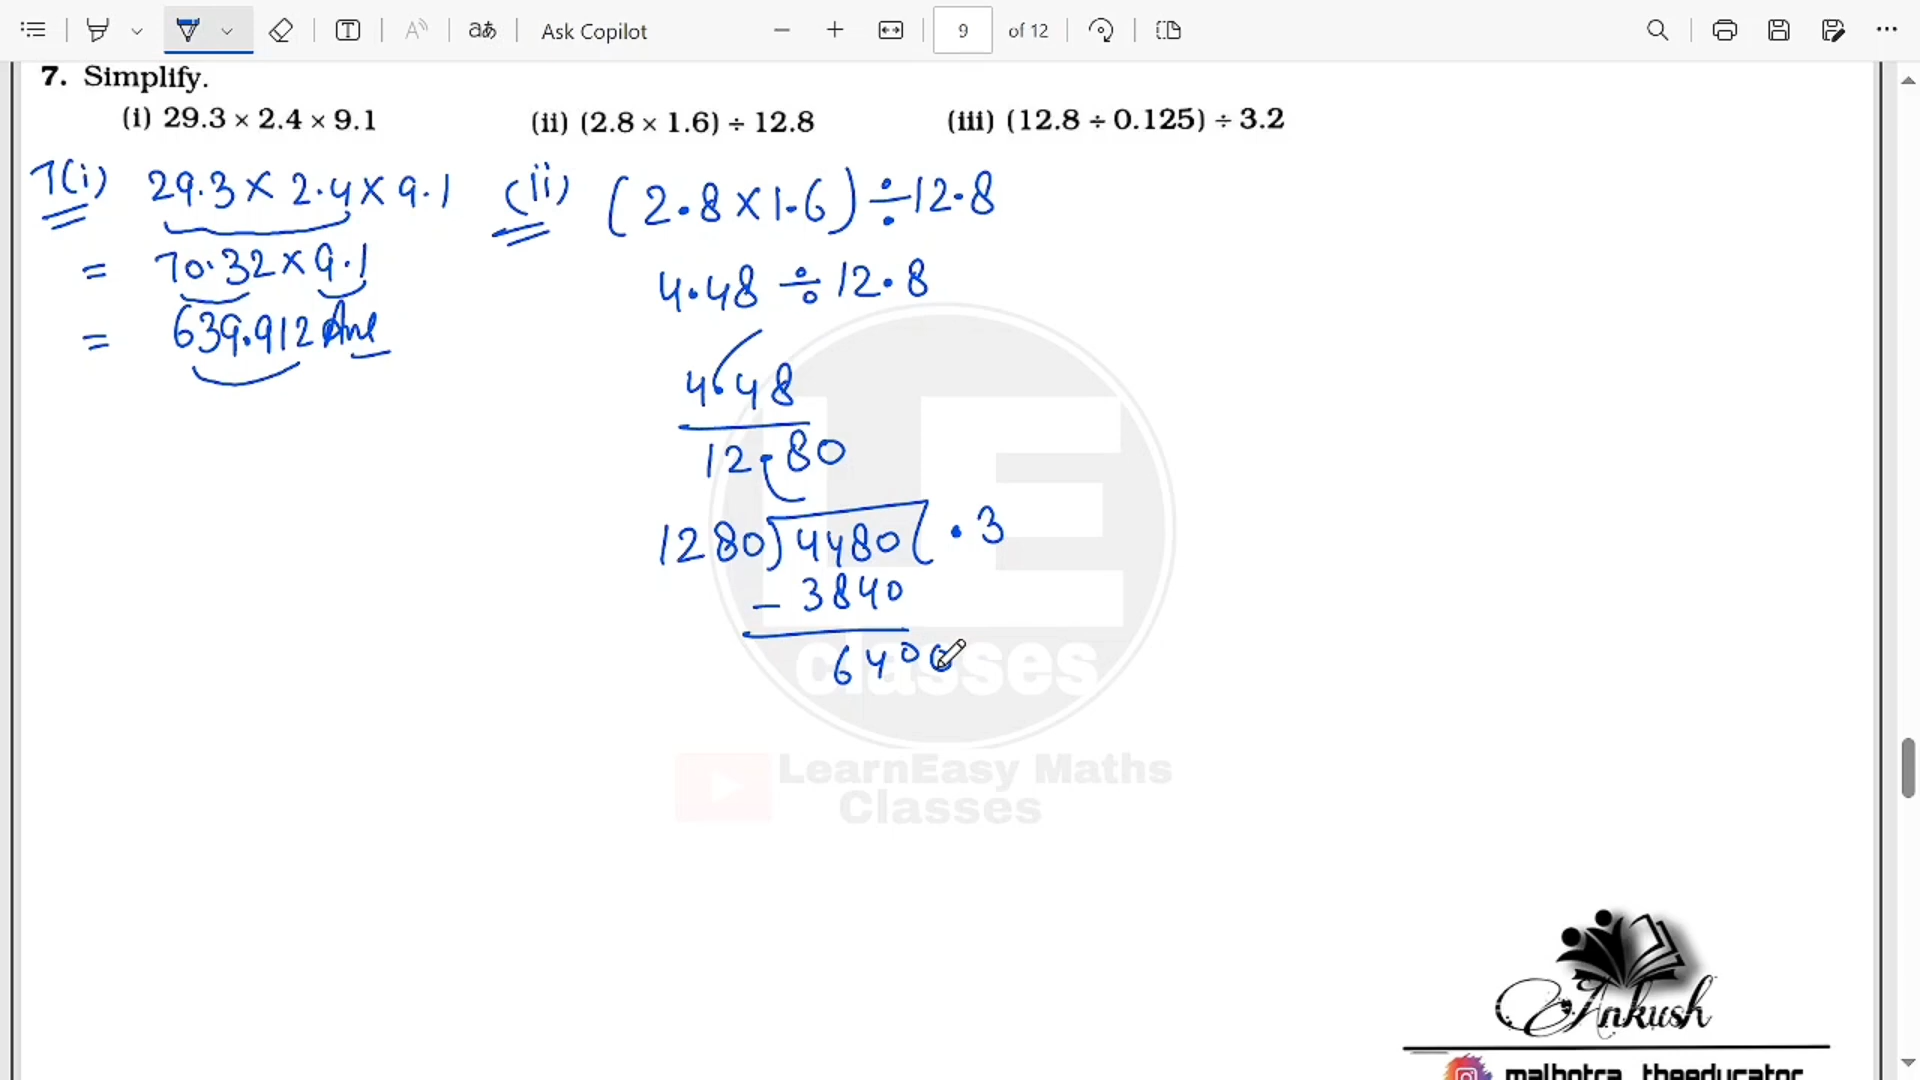 Ask Copilot 9 of 12
7. Simplify.
(i) 29.3 × 2.4 × 9.1 (ii) (2.8 × 1.6) ÷ 12.8 (iii) (12.8 ÷ 0.125) ÷ 3.2
7(i) 29.3 × 2.4 × 9.1
= 70.32 × 9.1
= 639.912 Ans
(ii) (2.8 × 1.6) ÷ 12.8
4.48 ÷ 12.8
4.48
12.80
1280) 4480 ( .3
- 3840
6400
LE
classes
LearnEasy Maths
Classes
Ankush
malhotra_theeducator